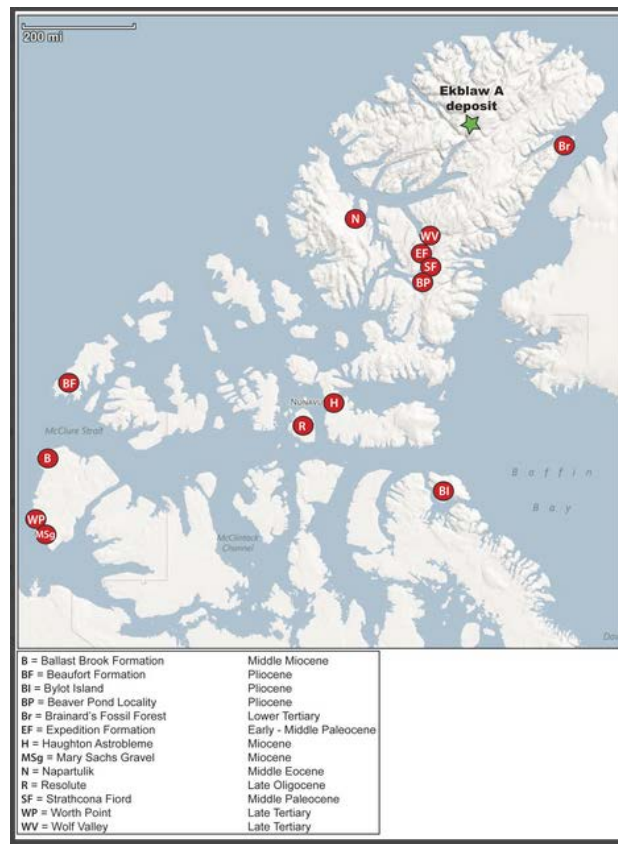 200 mi
Ekblaw A
deposit
Br
N
WV
EF
SF
BP
BF
NUNAVU
H
R
McClure Strait
B
BI
Baffin
Bay
WP
MSg
McClintock
Channel
B = Ballast Brook Formation Middle Miocene
BF = Beaufort Formation Pliocene
BI = Bylot Island Pliocene
BP = Beaver Pond Locality Pliocene
Br = Brainard's Fossil Forest Lower Tertiary
EF = Expedition Formation Early - Middle Paleocene
H = Haughton Astrobleme Miocene
MSg = Mary Sachs Gravel Miocene
N = Napartulik Middle Eocene
R = Resolute Late Oligocene
SF = Strathcona Fiord Middle Paleocene
WP = Worth Point Late Tertiary
WV = Wolf Valley Late Tertiary